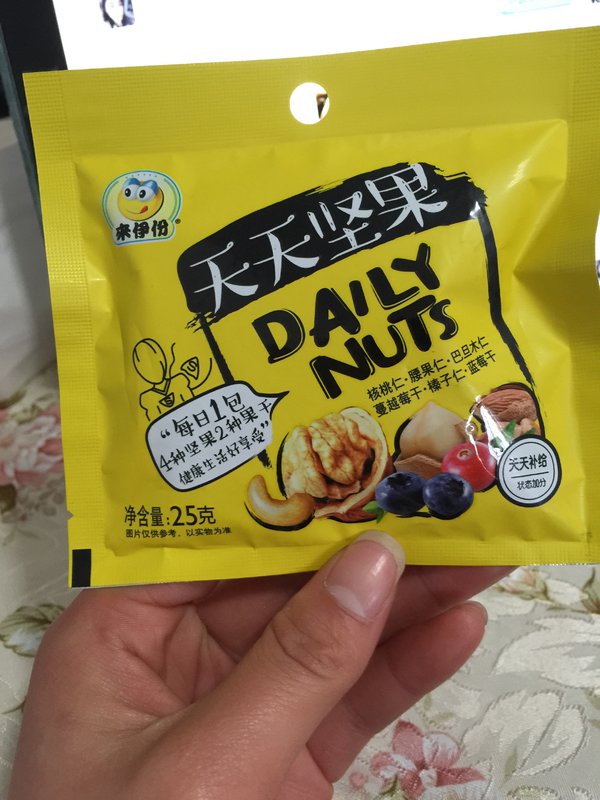 来伊份
天天坚果
DAILY
NUTS
核桃仁·腰果仁·巴旦木仁
蔓越莓干·榛子仁·蓝莓干
“每日1包
4种坚果2种果干
健康生活好享受”
天天补给
状态加分
净含量:25克
图片仅供参考，以实物为准